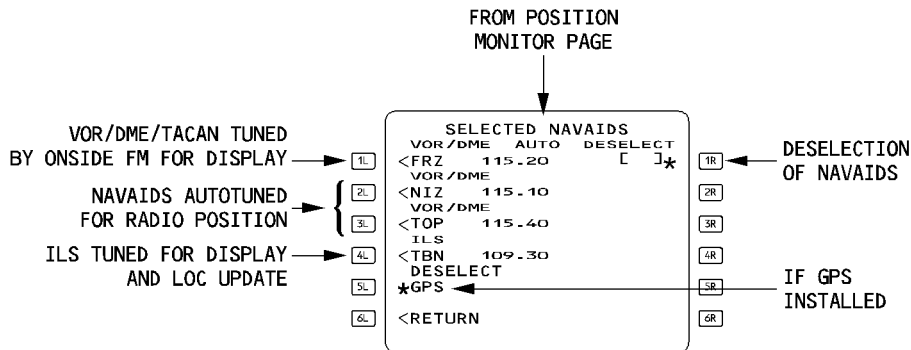 FROM POSITION
MONITOR PAGE
SELECTED NAVAIDS
VOR/DME AUTO DESELECT
VOR/DME/TACAN TUNED
BY ONSIDE FM FOR DISPLAY
1L
<FRZ 115.20 [ ]*
1R
DESELECTION
OF NAVAIDS
VOR/DME
NAVAIDS AUTOTUNED
FOR RADIO POSITION
2L
<NIZ 115.10
2R
VOR/DME
3L
<TOP 115.40
3R
ILS
ILS TUNED FOR DISPLAY
AND LOC UPDATE
4L
<TBN 109.30
4R
DESELECT
5L
*GPS
5R
IF GPS
INSTALLED
6L
<RETURN
6R